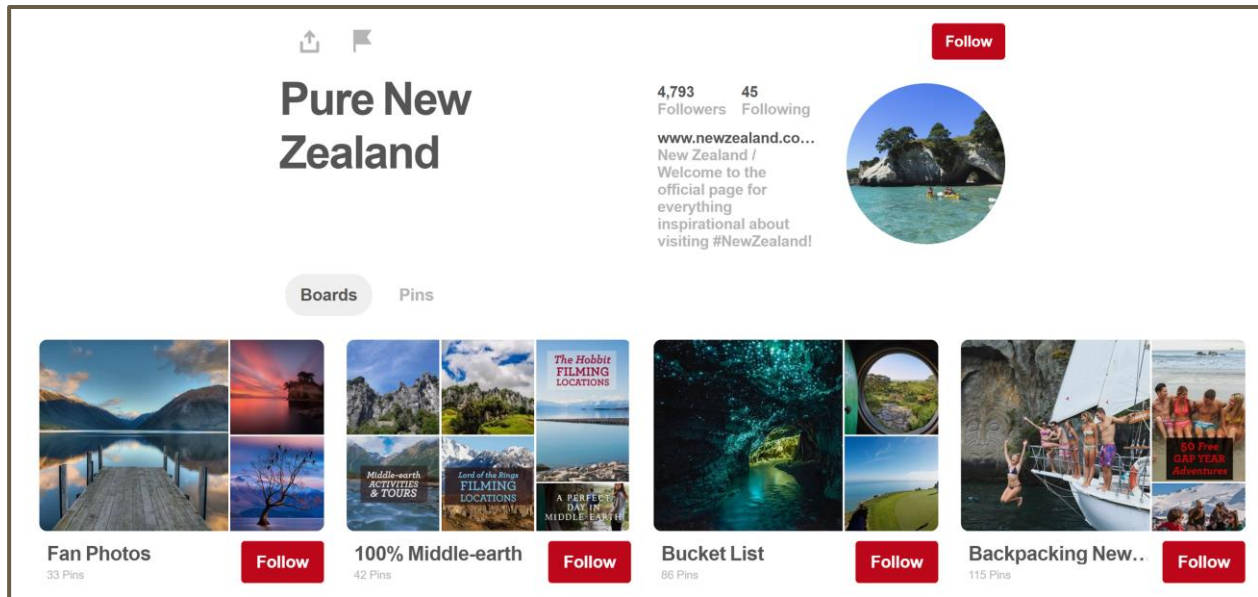 Follow
Pure New
Zealand
4,793 45
Followers Following
www.newzealand.co…
New Zealand /
Welcome to the
official page for
everything
inspirational about
visiting #NewZealand!
Boards Pins
The Hobbit
FILMING
LOCATIONS
Middle-earth
ACTIVITIES
& TOURS
Lord of the Rings
FILMING
LOCATIONS
A PERFECT
DAY IN
MIDDLE-EARTH
50 Free
GAP YEAR
Adventures
Fan Photos
33 Pins
Follow
100% Middle-earth
42 Pins
Follow
Bucket List
86 Pins
Follow
Backpacking New…
115 Pins
Follow